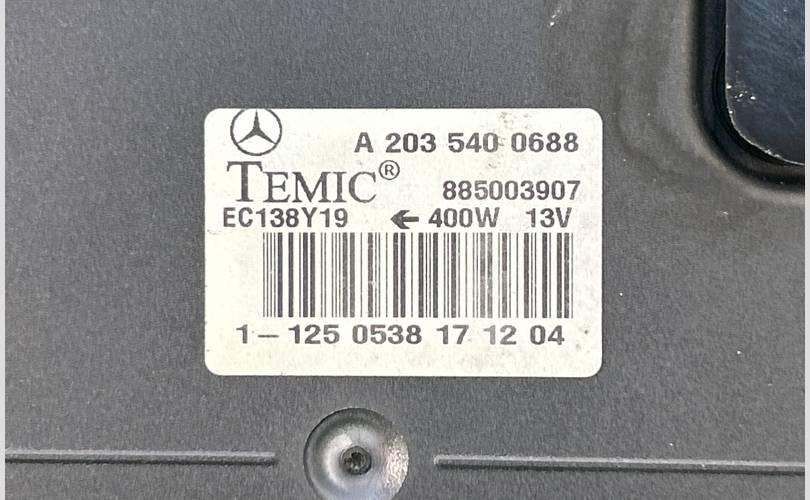 A 203 540 0688
TEMIC® 885003907
EC138Y19 ← 400W 13V
1-125 0538 17 12 04